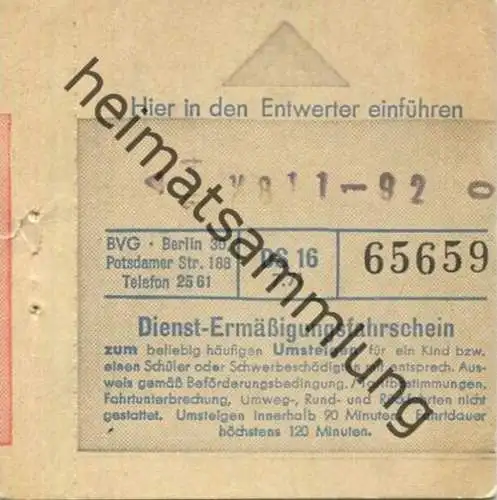 Hier in den Entwerter einführen
V811-92 0
BVG · Berlin 30
Potsdamer Str. 188
Telefon 25 61
DS 16
65659
Dienst-Ermäßigungsfahrschein
zum beliebig häufigen Umsteigen für ein Kind bzw.
einen Schüler oder Schwerbeschädigten mit entsprech. Aus-
weis gemäß Beförderungsbedingung.
Fahrtunterbrechung, Umweg-, Rund- und Rückfahrten nicht
gestattet. Umsteigen innerhalb 90 Minuten. Fahrtdauer
höchstens 120 Minuten.
heimatsammlung